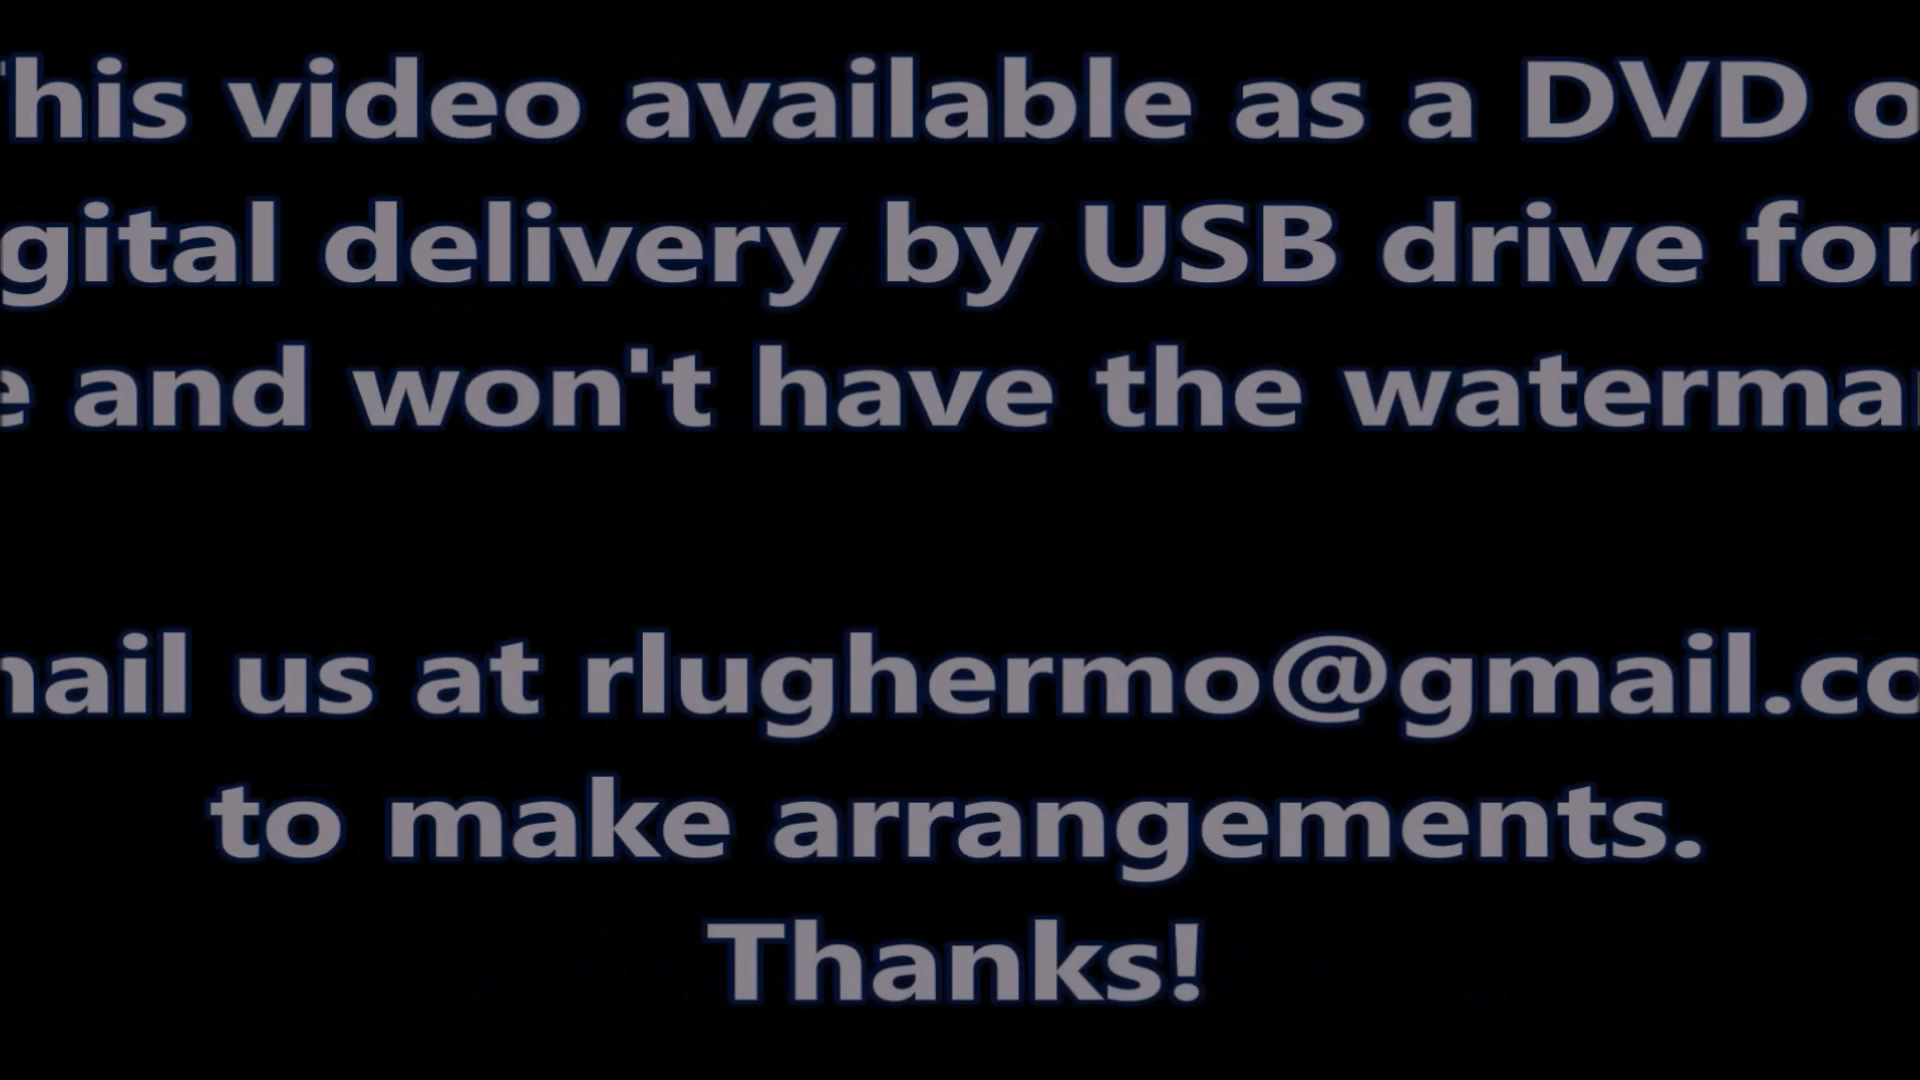 his video available as a DVD o
gital delivery by USB drive for
e and won't have the waterma
ail us at rlughermo@gmail.co
to make arrangements.
Thanks!